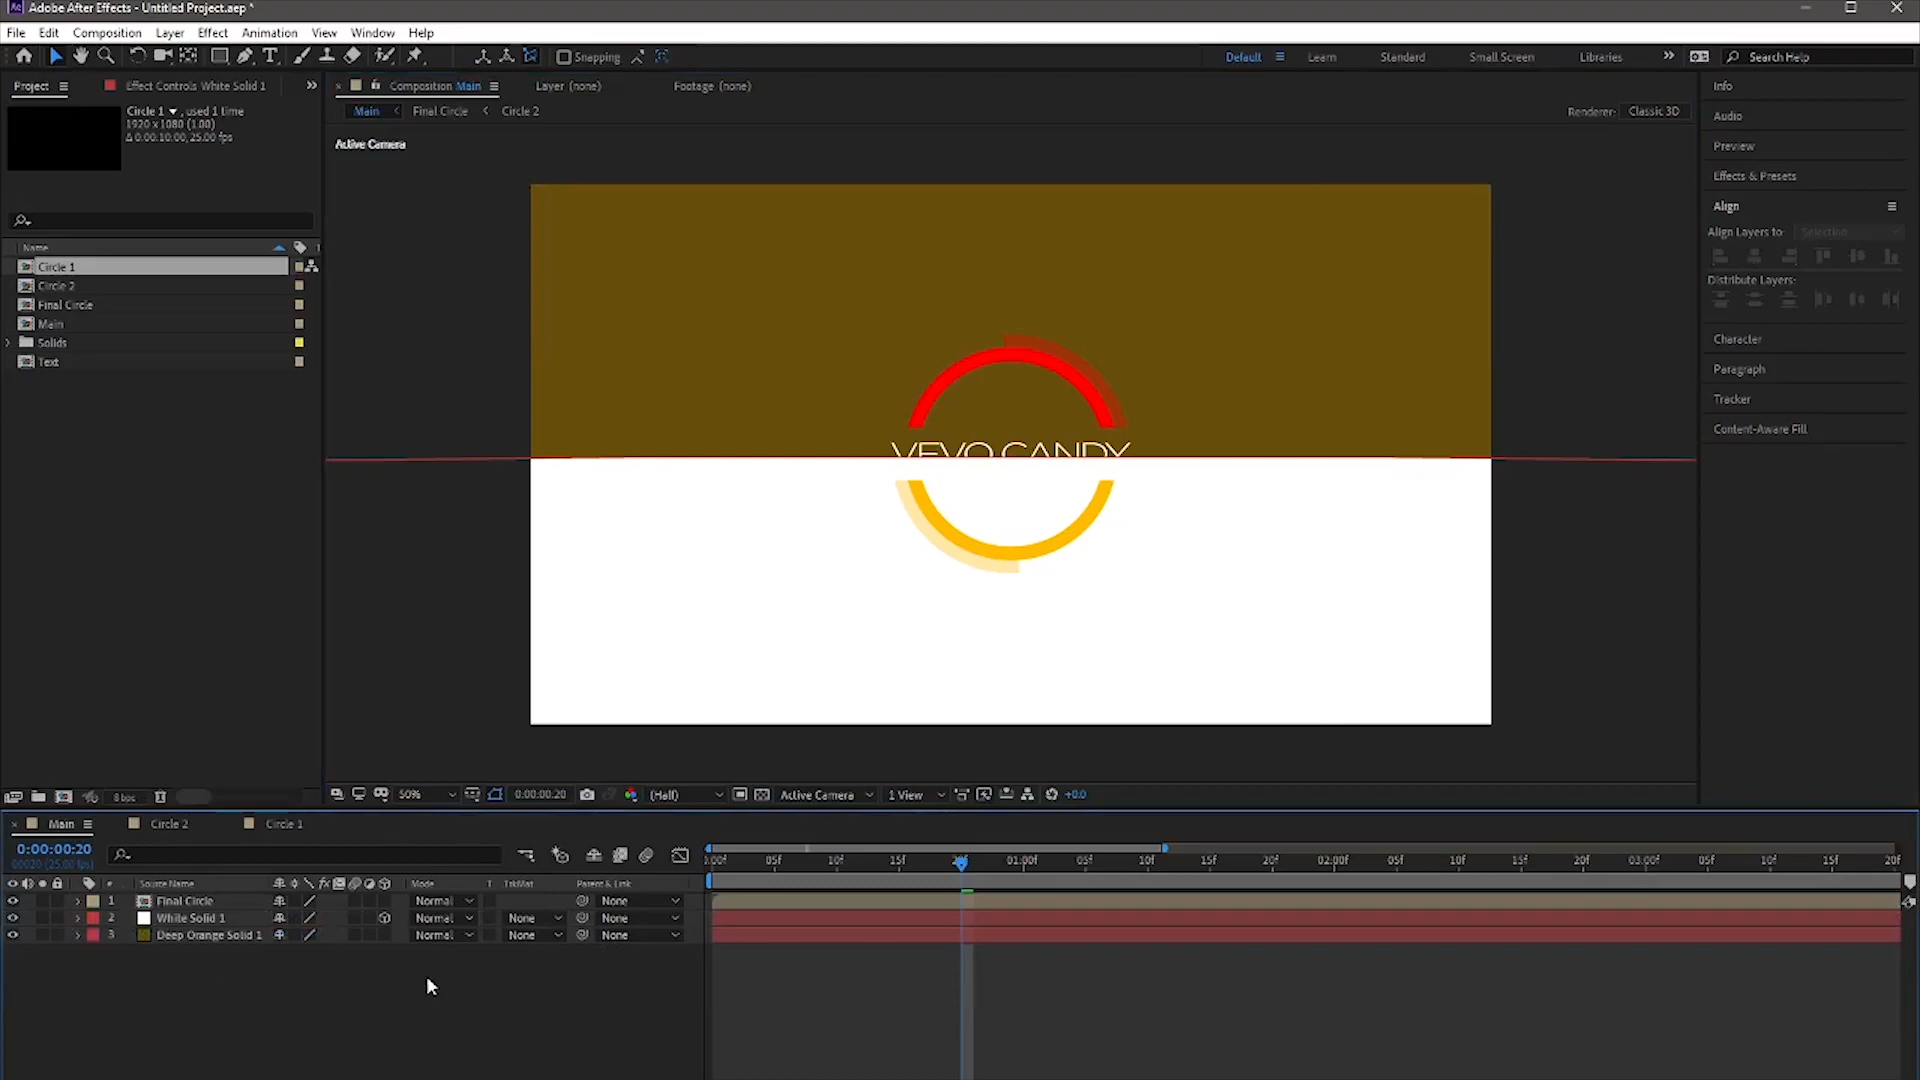 Adobe After Effects - Untitled Project.aep *
File Edit Composition Layer Effect Animation View Window Help
Snapping
Default Learn Standard Small Screen Libraries Search Help
Project Effect Controls White Solid 1
Composition Main Layer (none) Footage (none)
Circle 1 , used 1 time
1920 x 1080 (1.00)
Δ 0:00:10:00, 25.00 fps
Main Final Circle Circle 2
Renderer: Classic 3D
Active Camera
Name
Circle 1
Circle 2
Final Circle
Main
Solids
Text
VEVO CANDY
Info
Audio
Preview
Effects & Presets
Align
Align Layers to: Selection
Distribute Layers:
Character
Paragraph
Tracker
Content-Aware Fill
8 bpc
50% 0:00:00:20 (Half) Active Camera 1 View +0.0
Main Circle 2 Circle 1
0:00:00:20
00020 (25.00 fps)
05f 10f 15f 01:00f 05f 10f 15f 20f 02:00f 05f 10f 15f 20f 03:00f 05f 10f 15f 20f
# Source Name Mode T TrkMat Parent & Link
1 Final Circle Normal None
2 White Solid 1 Normal None None
3 Deep Orange Solid 1 Normal None None